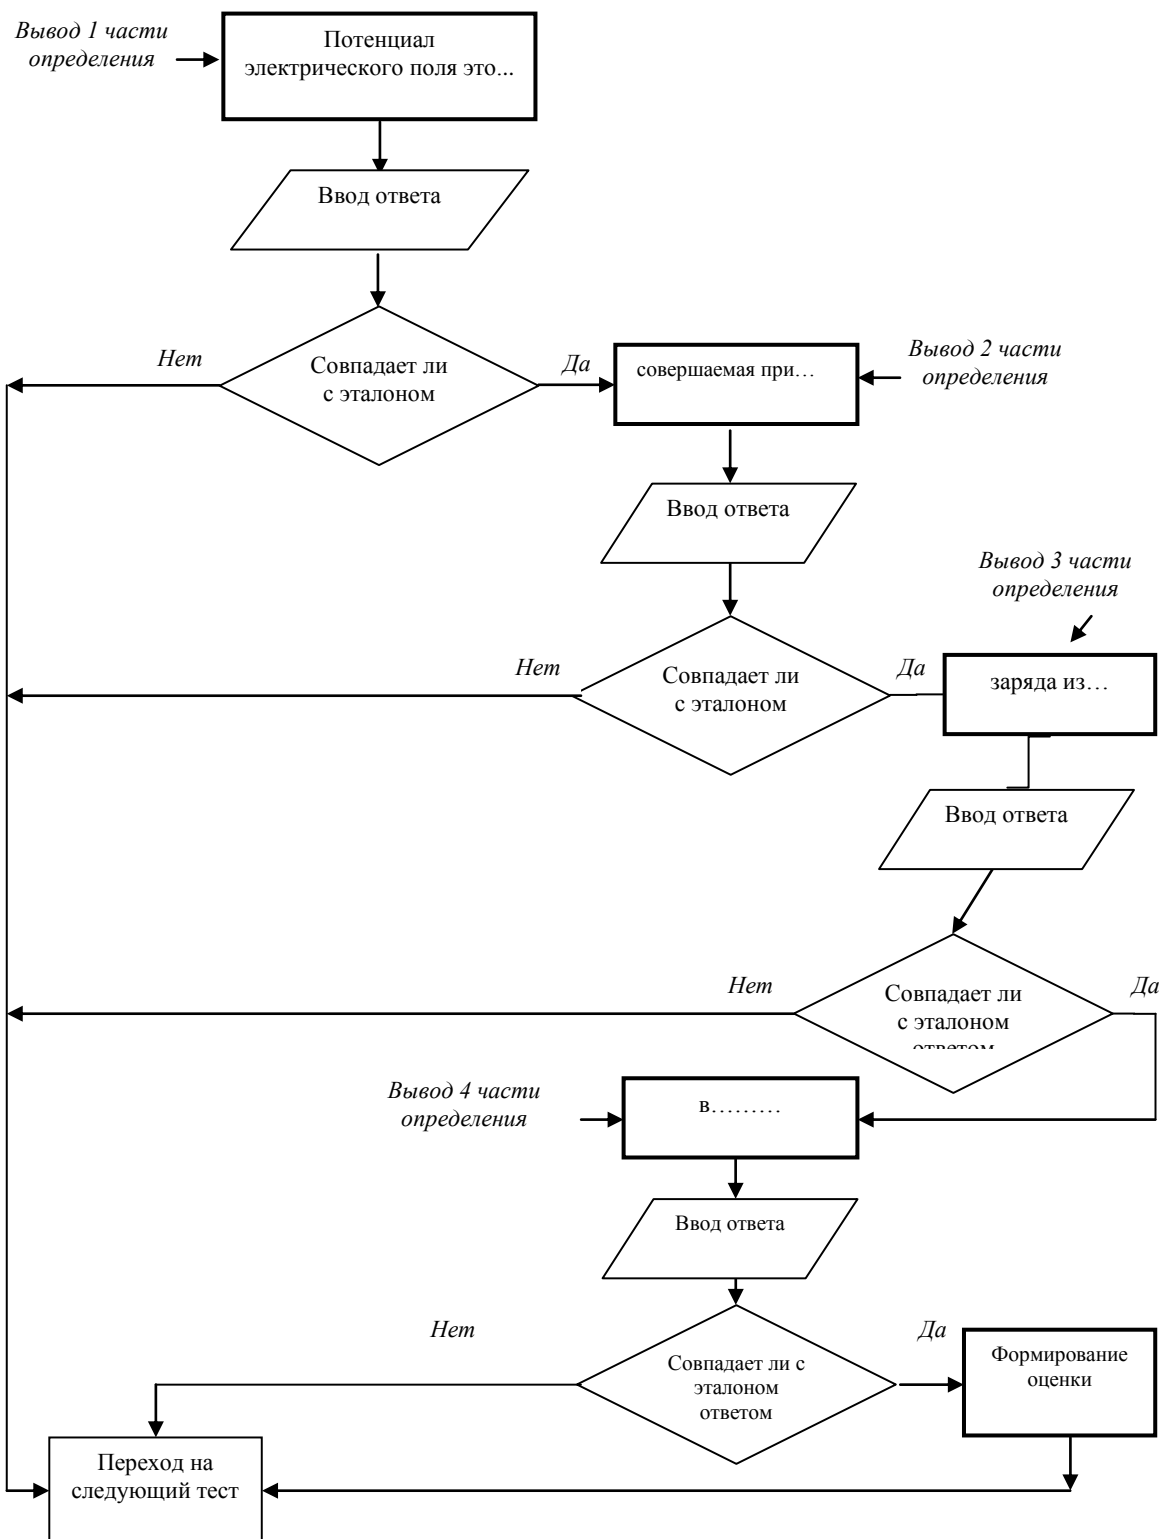 Вывод 1 части
определения
Потенциал
электрического поля это...
Ввод ответа
Нет
Совпадает ли
с эталоном
Да
совершаемая при…
Вывод 2 части
определения
Ввод ответа
Вывод 3 части
определения
Нет
Совпадает ли
с эталоном
Да
заряда из…
Ввод ответа
Нет
Совпадает ли
с эталоном
ответом
Да
Вывод 4 части
определения
в………
Ввод ответа
Нет
Совпадает ли с
эталоном
ответом
Да
Формирование
оценки
Переход на
следующий тест